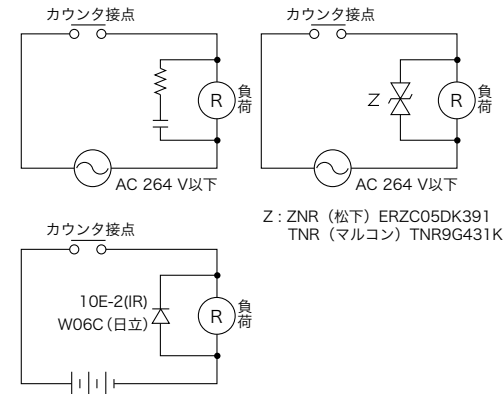 カウンタ接点
R
負荷
AC 264 V以下
カウンタ接点
Z
R
負荷
AC 264 V以下
Z : ZNR（松下）ERZC05DK391
TNR（マルコン）TNR9G431K
カウンタ接点
10E-2(IR)
W06C（日立）
R
負荷